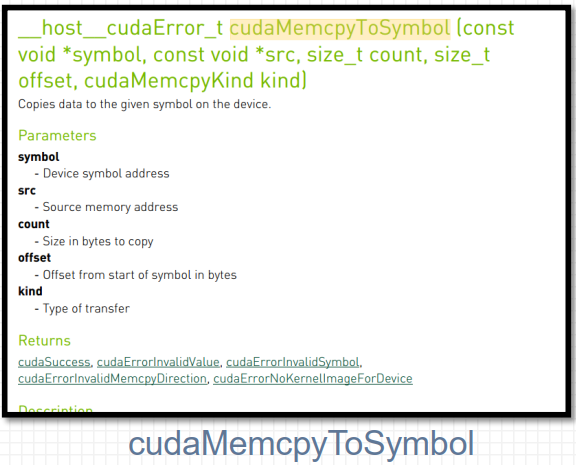 __host__cudaError_t cudaMemcpyToSymbol (const
void *symbol, const void *src, size_t count, size_t
offset, cudaMemcpyKind kind)
Copies data to the given symbol on the device.
Parameters
symbol
- Device symbol address
src
- Source memory address
count
- Size in bytes to copy
offset
- Offset from start of symbol in bytes
kind
- Type of transfer
Returns
cudaSuccess, cudaErrorInvalidValue, cudaErrorInvalidSymbol,
cudaErrorInvalidMemcpyDirection, cudaErrorNoKernelImageForDevice
Description
cudaMemcpyToSymbol